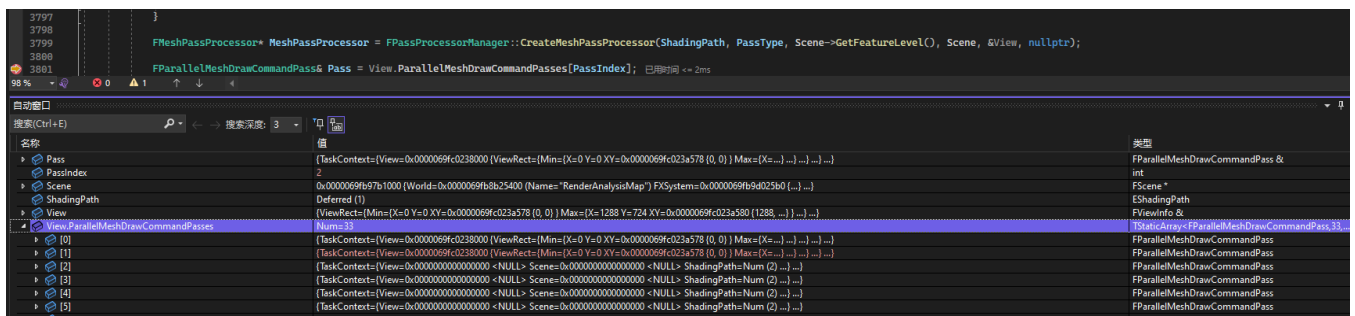 3797 }
3798
3799 FMeshPassProcessor* MeshPassProcessor = FPassProcessorManager::CreateMeshPassProcessor(ShadingPath, PassType, Scene->GetFeatureLevel(), Scene, &View, nullptr);
3800
3801 FParallelMeshDrawCommandPass& Pass = View.ParallelMeshDrawCommandPasses[PassIndex]; 已用时间 <= 2ms
98 % 0 1
自动窗口
搜索(Ctrl+E) 搜索深度: 3
名称 值 类型
Pass {TaskContext={View=0x0000069fc0238000 {ViewRect={Min={X=0 Y=0 XY=0x0000069fc023a578 {0, 0} } Max={X=...} ...} ...} ...} ...} FParallelMeshDrawCommandPass &
PassIndex 2 int
Scene 0x0000069fb97b1000 {World=0x0000069fb8b25400 (Name="RenderAnalysisMap") FXSystem=0x0000069fb9d025b0 {...} ...} FScene *
ShadingPath Deferred (1) EShadingPath
View {ViewRect={Min={X=0 Y=0 XY=0x0000069fc023a578 {0, 0} } Max={X=1288 Y=724 XY=0x0000069fc023a580 {1288, ...} } ...} ...} FViewInfo &
View.ParallelMeshDrawCommandPasses Num=33 TStaticArray<FParallelMeshDrawCommandPass,33,...
[0] {TaskContext={View=0x0000069fc0238000 {ViewRect={Min={X=0 Y=0 XY=0x0000069fc023a578 {0, 0} } Max={X=...} ...} ...} ...} ...} FParallelMeshDrawCommandPass
[1] {TaskContext={View=0x0000069fc0238000 {ViewRect={Min={X=0 Y=0 XY=0x0000069fc023a578 {0, 0} } Max={X=...} ...} ...} ...} ...} FParallelMeshDrawCommandPass
[2] {TaskContext={View=0x0000000000000000 <NULL> Scene=0x0000000000000000 <NULL> ShadingPath=Num (2) ...} ...} FParallelMeshDrawCommandPass
[3] {TaskContext={View=0x0000000000000000 <NULL> Scene=0x0000000000000000 <NULL> ShadingPath=Num (2) ...} ...} FParallelMeshDrawCommandPass
[4] {TaskContext={View=0x0000000000000000 <NULL> Scene=0x0000000000000000 <NULL> ShadingPath=Num (2) ...} ...} FParallelMeshDrawCommandPass
[5] {TaskContext={View=0x0000000000000000 <NULL> Scene=0x0000000000000000 <NULL> ShadingPath=Num (2) ...} ...} FParallelMeshDrawCommandPass